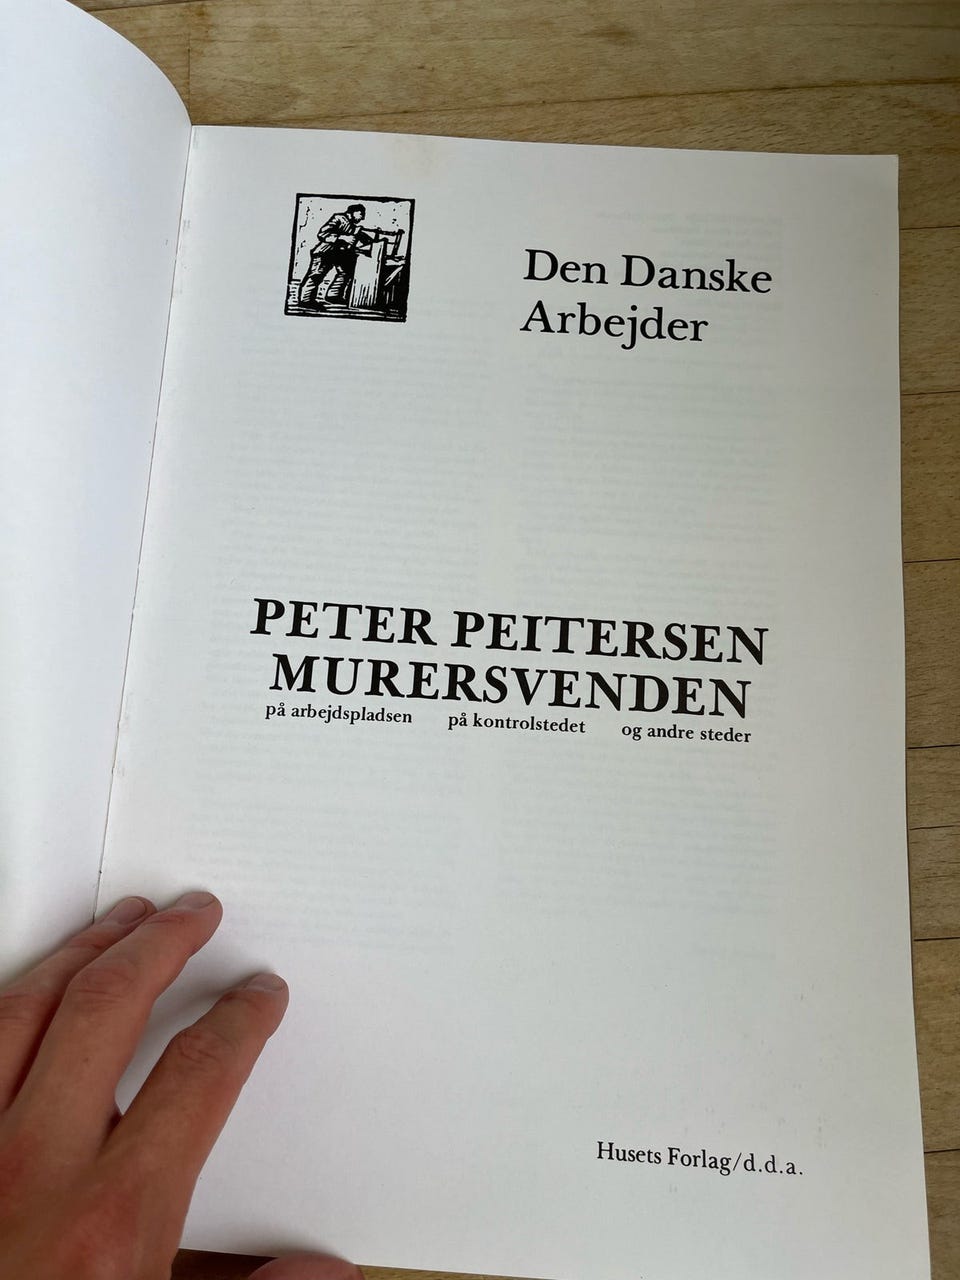 Den Danske
Arbejder
PETER PEITERSEN
MURERSVENDEN
på arbejdspladsen på kontrolstedet og andre steder
Husets Forlag/d.d.a.